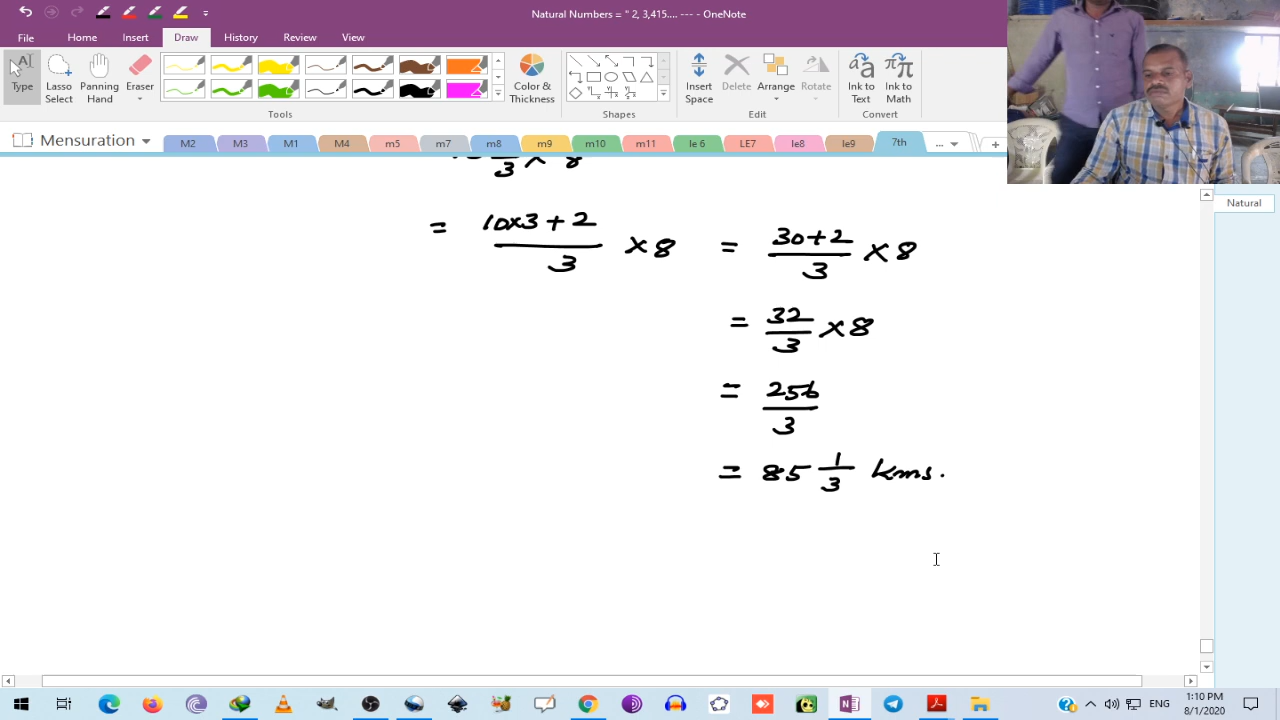 Natural Numbers = " 2, 3,415.... --- - OneNote
File Home Insert Draw History Review View
Type Lasso Select Panning Hand Eraser Color & Thickness Insert Space Delete Arrange Rotate Ink to Text Ink to Math
Tools Shapes Edit Convert
Mensuration M2 M3 M1 M4 m5 m7 m8 m9 m10 m11 le 6 LE7 le8 le9 7th ... +
Natural
3 × 8
= 10×3+2/3 × 8 = 30+2/3 × 8
= 32/3 × 8
= 256/3
= 85 1/3 kms.
ENG
1:10 PM
8/1/2020